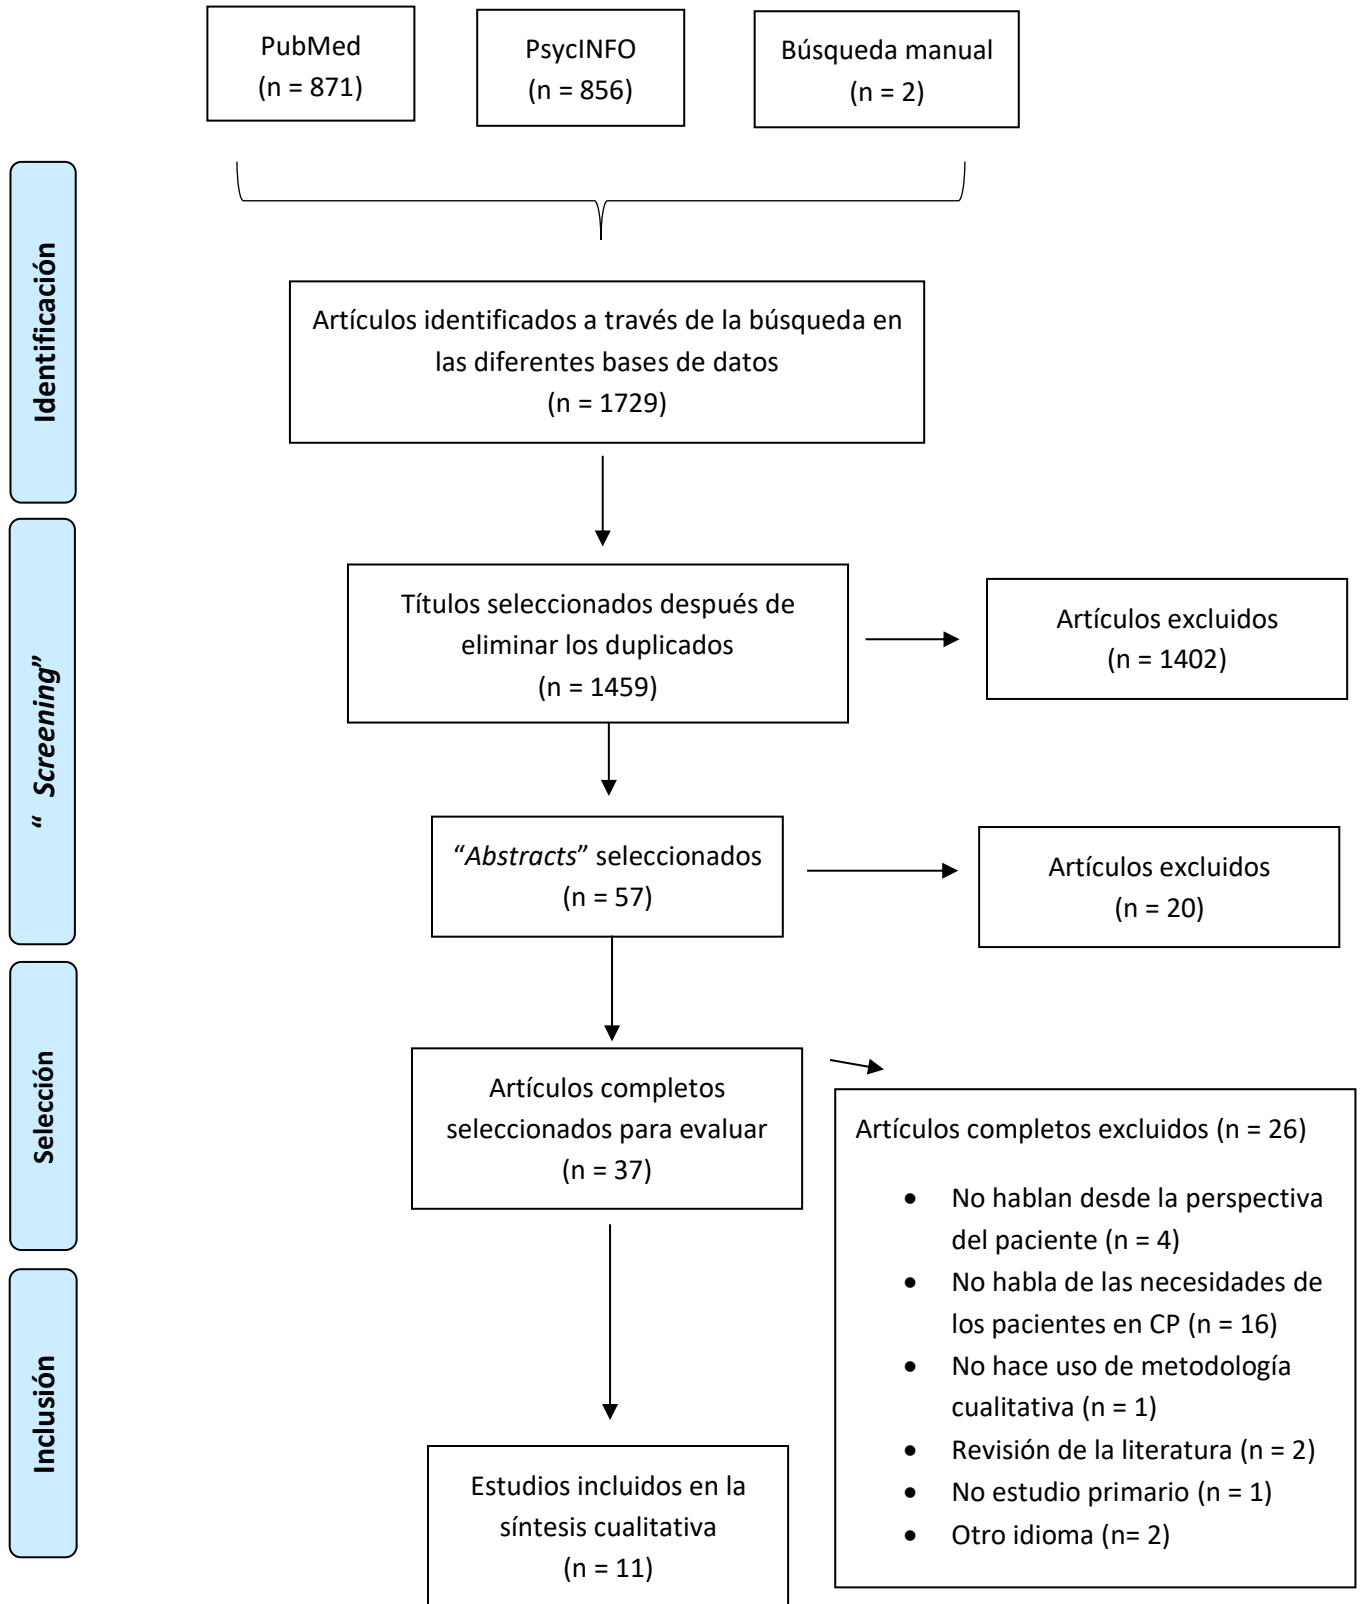 PubMed
(n = 871)
PsycINFO
(n = 856)
Búsqueda manual
(n = 2)
Identificación
Artículos identificados a través de la búsqueda en
las diferentes bases de datos
(n = 1729)
“ Screening”
Títulos seleccionados después de
eliminar los duplicados
(n = 1459)
Artículos excluidos
(n = 1402)
“Abstracts” seleccionados
(n = 57)
Artículos excluidos
(n = 20)
Selección
Artículos completos
seleccionados para evaluar
(n = 37)
Artículos completos excluidos (n = 26)
• No hablan desde la perspectiva
del paciente (n = 4)
• No habla de las necesidades de
los pacientes en CP (n = 16)
• No hace uso de metodología
cualitativa (n = 1)
• Revisión de la literatura (n = 2)
• No estudio primario (n = 1)
• Otro idioma (n= 2)
Inclusión
Estudios incluidos en la
síntesis cualitativa
(n = 11)